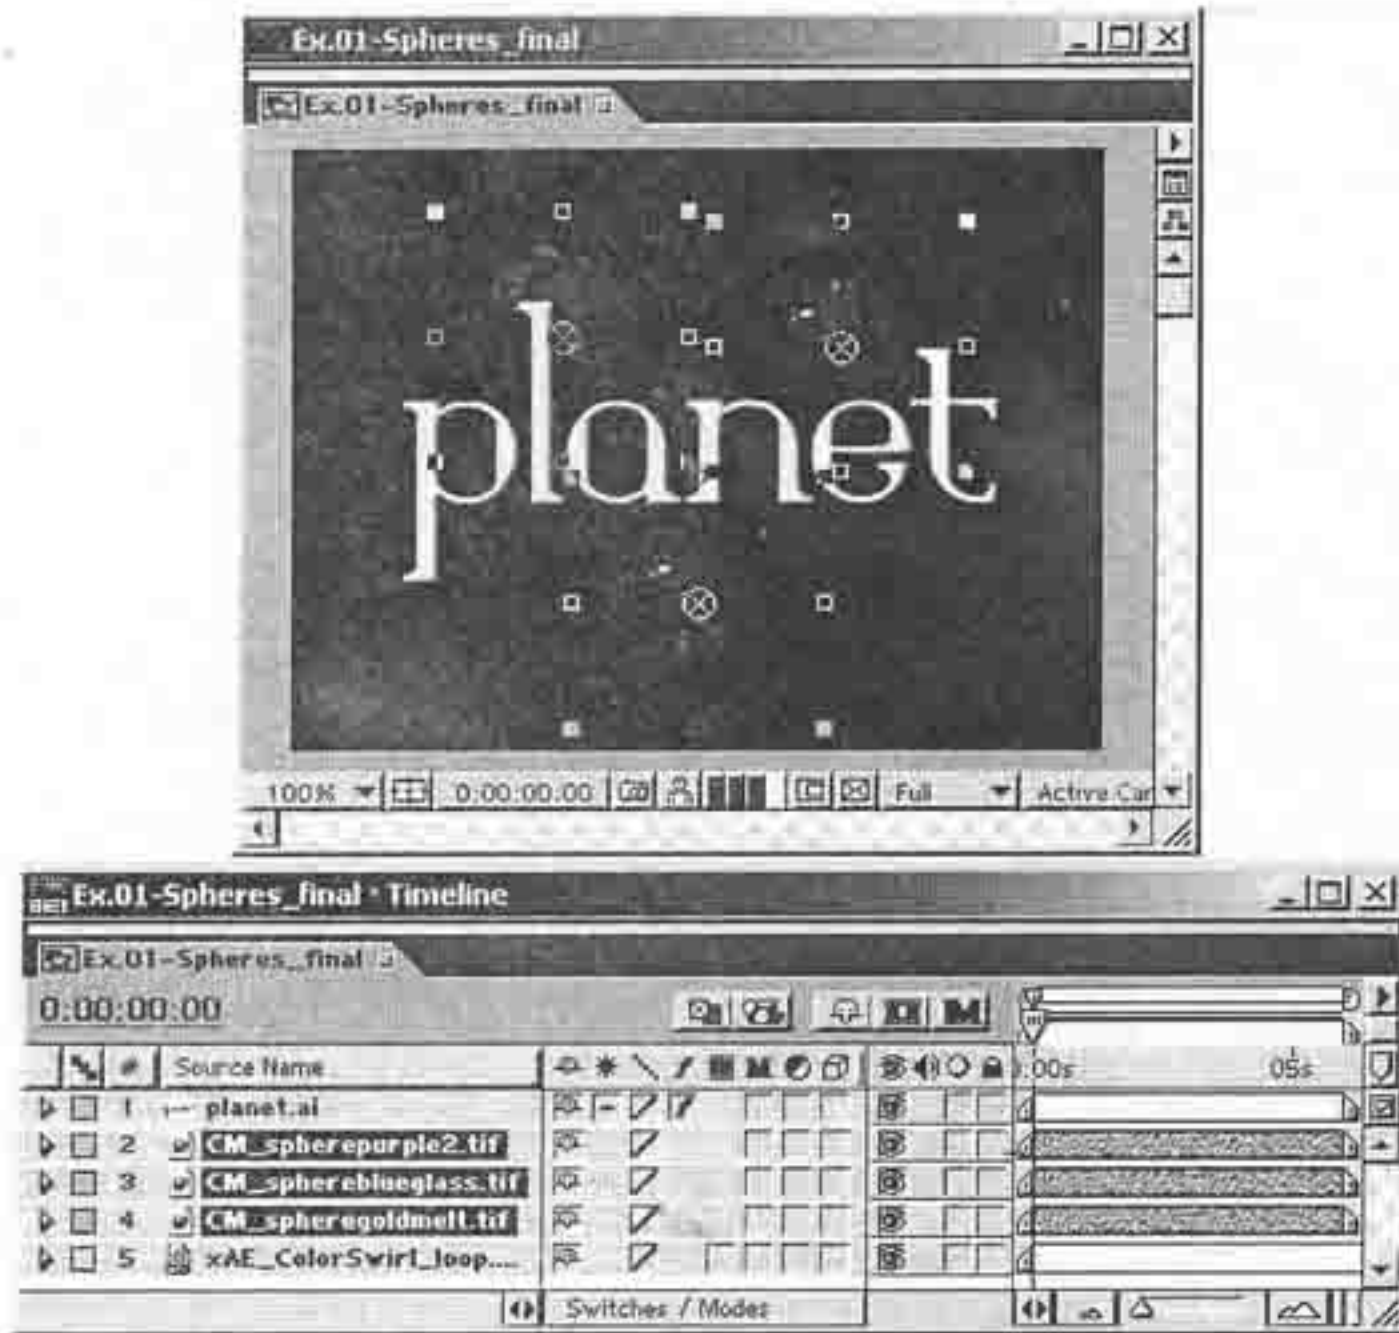 Ex.01-Spheres_final
Ex.01-Spheres_final
planet
100% 0:00:00:00 Full Active Car
Ex.01-Spheres_final • Timeline
Ex.01-Spheres_final
0:00:00:00
# Source Name :00s 05s
1 planet.ai
2 CM_spherepurple2.tif
3 CM_sphereblueglass.tif
4 CM_spheregoldmelt.tif
5 xAE_ColorSwirl_loop....
Switches / Modes